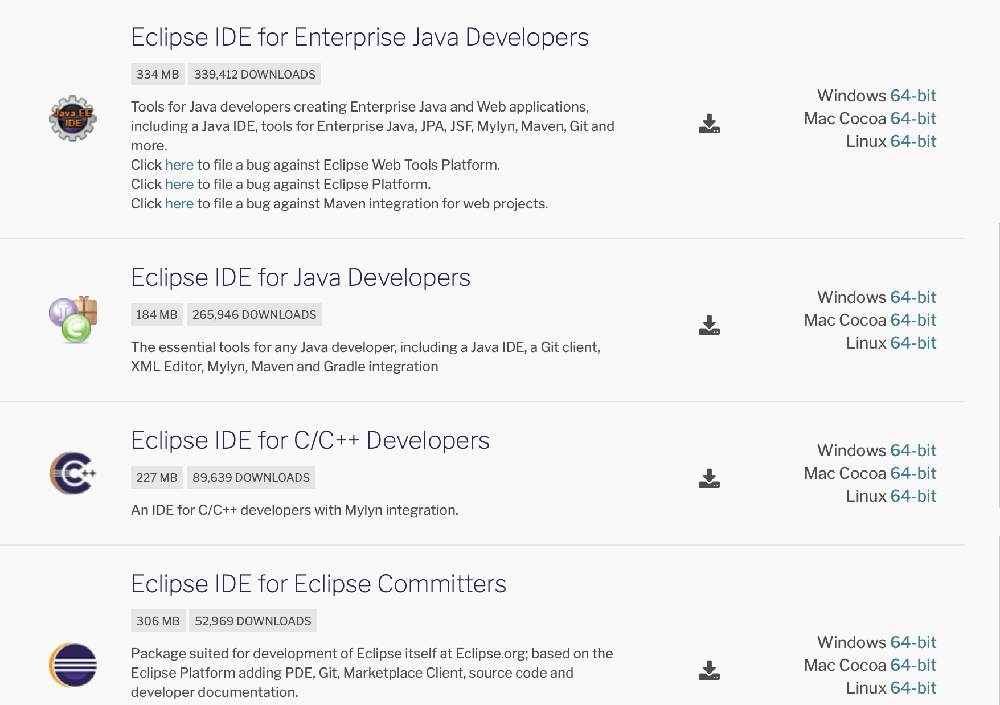 Eclipse IDE for Enterprise Java Developers
334 MB 339,412 DOWNLOADS
Java EE
IDE
Tools for Java developers creating Enterprise Java and Web applications,
including a Java IDE, tools for Enterprise Java, JPA, JSF, Mylyn, Maven, Git and
more.
Click here to file a bug against Eclipse Web Tools Platform.
Click here to file a bug against Eclipse Platform.
Click here to file a bug against Maven integration for web projects.
Windows 64-bit
Mac Cocoa 64-bit
Linux 64-bit
Eclipse IDE for Java Developers
184 MB 265,946 DOWNLOADS
J
C
The essential tools for any Java developer, including a Java IDE, a Git client,
XML Editor, Mylyn, Maven and Gradle integration
Windows 64-bit
Mac Cocoa 64-bit
Linux 64-bit
Eclipse IDE for C/C++ Developers
227 MB 89,639 DOWNLOADS
C++
An IDE for C/C++ developers with Mylyn integration.
Windows 64-bit
Mac Cocoa 64-bit
Linux 64-bit
Eclipse IDE for Eclipse Committers
306 MB 52,969 DOWNLOADS
Package suited for development of Eclipse itself at Eclipse.org; based on the
Eclipse Platform adding PDE, Git, Marketplace Client, source code and
developer documentation.
Windows 64-bit
Mac Cocoa 64-bit
Linux 64-bit